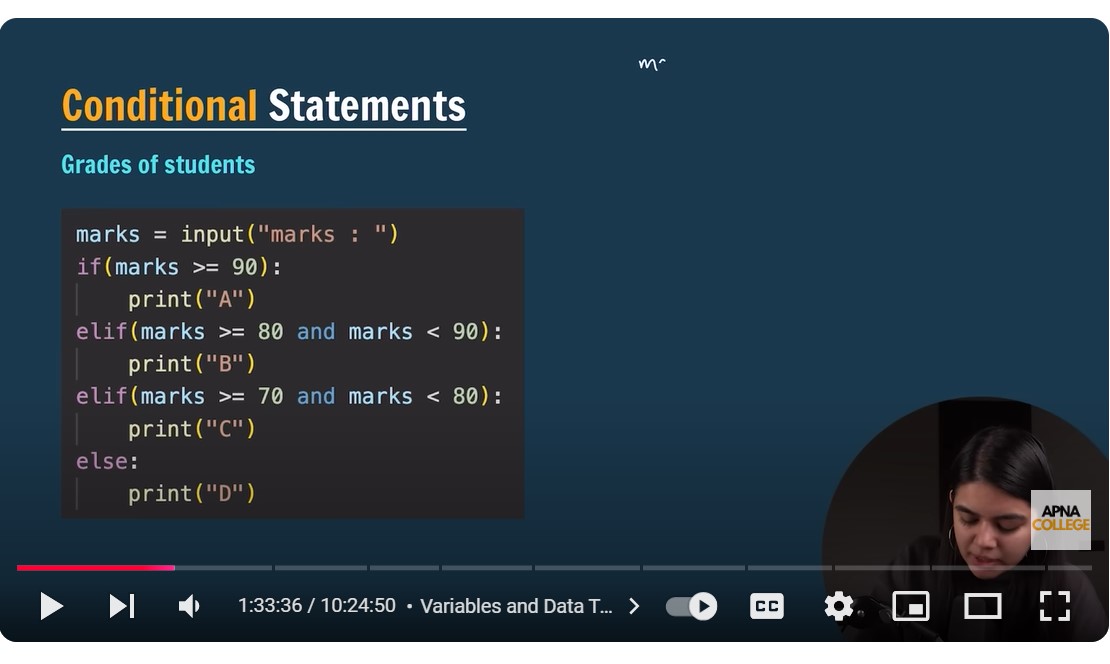 Conditional Statements
Grades of students
marks = input("marks : ")
if(marks >= 90):
    print("A")
elif(marks >= 80 and marks < 90):
    print("B")
elif(marks >= 70 and marks < 80):
    print("C")
else:
    print("D")
APNA
COLLEGE
1:33:36 / 10:24:50 • Variables and Data T...
CC